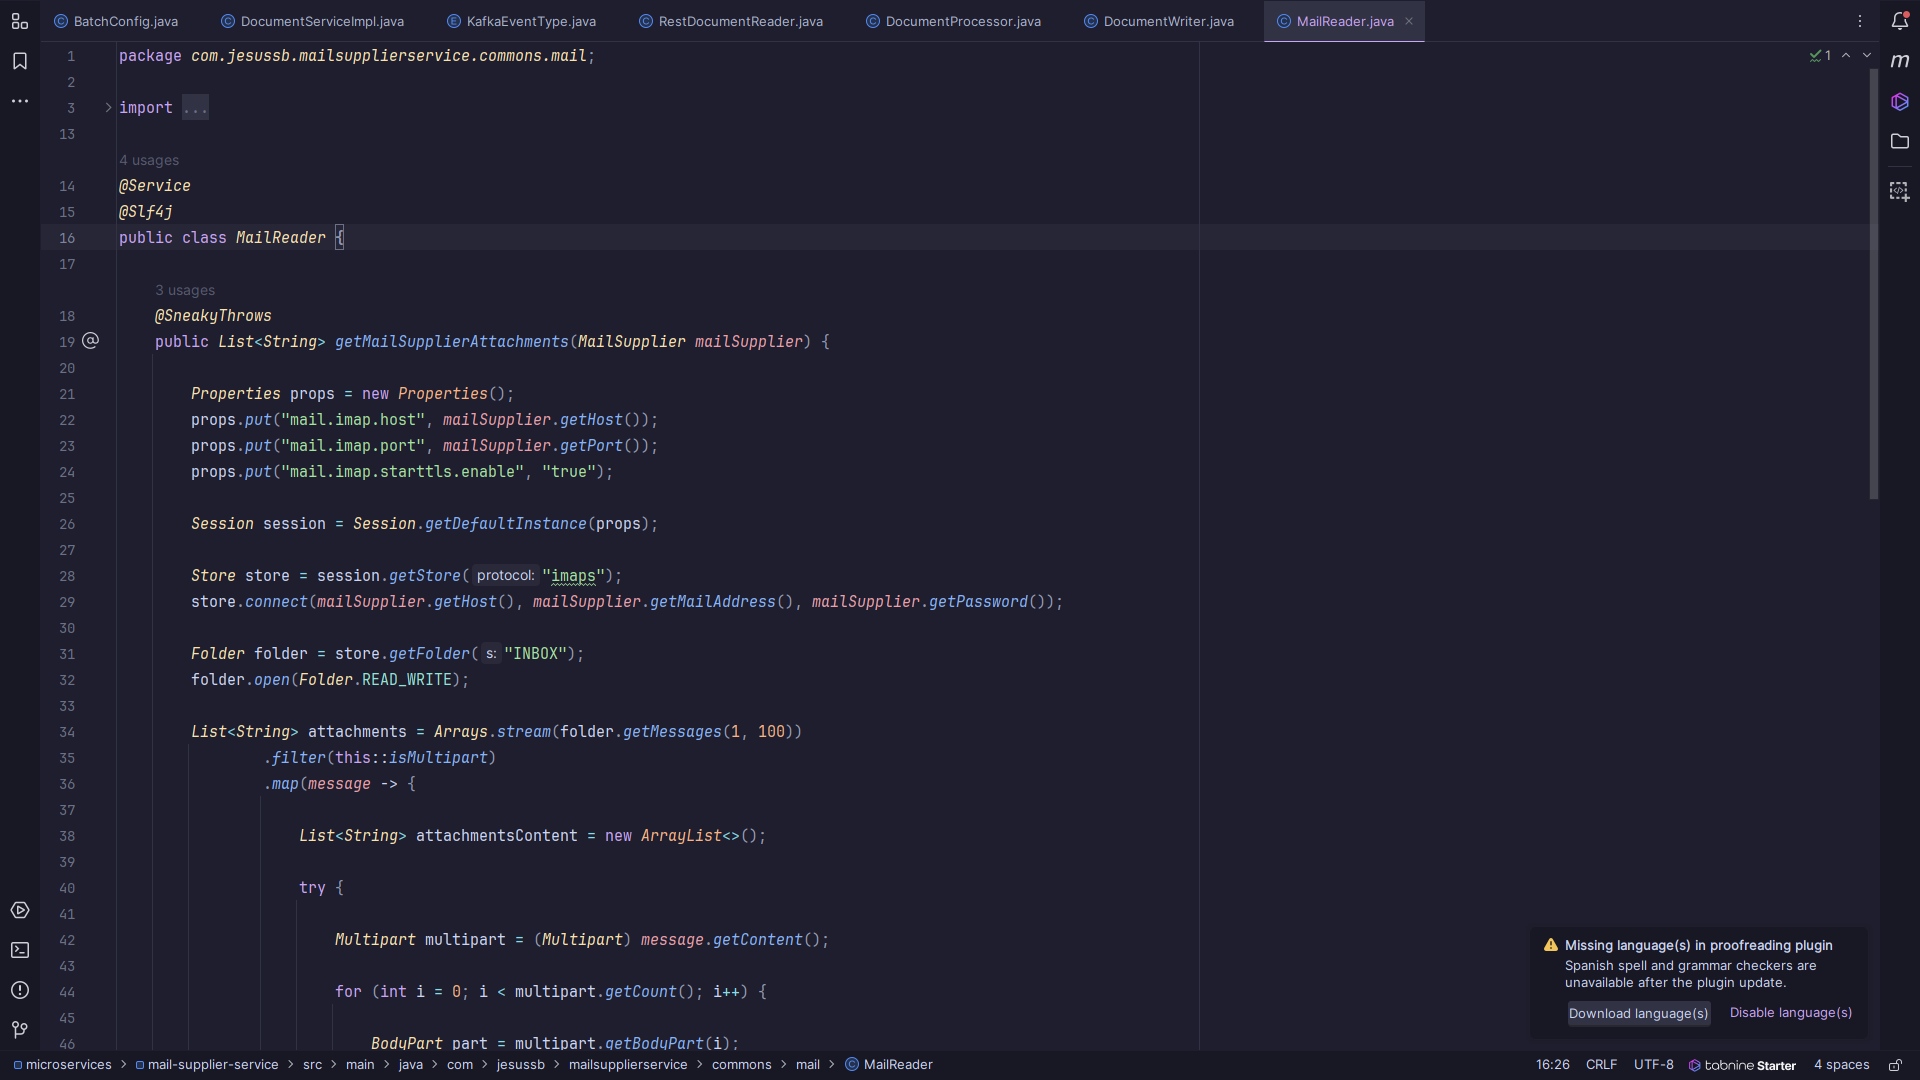 BatchConfig.java DocumentServiceImpl.java KafkaEventType.java RestDocumentReader.java DocumentProcessor.java DocumentWriter.java MailReader.java
1 package com.jesussb.mailsupplierservice.commons.mail; 1
2
3 import ...
13
4 usages
14 @Service
15 @Slf4j
16 public class MailReader {
17
3 usages
18 @SneakyThrows
19 public List<String> getMailSupplierAttachments(MailSupplier mailSupplier) {
20
21 Properties props = new Properties();
22 props.put("mail.imap.host", mailSupplier.getHost());
23 props.put("mail.imap.port", mailSupplier.getPort());
24 props.put("mail.imap.starttls.enable", "true");
25
26 Session session = Session.getDefaultInstance(props);
27
28 Store store = session.getStore( protocol: "imaps");
29 store.connect(mailSupplier.getHost(), mailSupplier.getMailAddress(), mailSupplier.getPassword());
30
31 Folder folder = store.getFolder( s: "INBOX");
32 folder.open(Folder.READ_WRITE);
33
34 List<String> attachments = Arrays.stream(folder.getMessages(1, 100))
35 .filter(this::isMultipart)
36 .map(message -> {
37
38 List<String> attachmentsContent = new ArrayList<>();
39
40 try {
41
42 Multipart multipart = (Multipart) message.getContent();
43
44 for (int i = 0; i < multipart.getCount(); i++) {
45
46 BodyPart part = multipart.getBodyPart(i);
Missing language(s) in proofreading plugin
Spanish spell and grammar checkers are
unavailable after the plugin update.
Download language(s) Disable language(s)
microservices > mail-supplier-service > src > main > java > com > jesussb > mailsupplierservice > commons > mail > MailReader 16:26 CRLF UTF-8 tabnine Starter 4 spaces